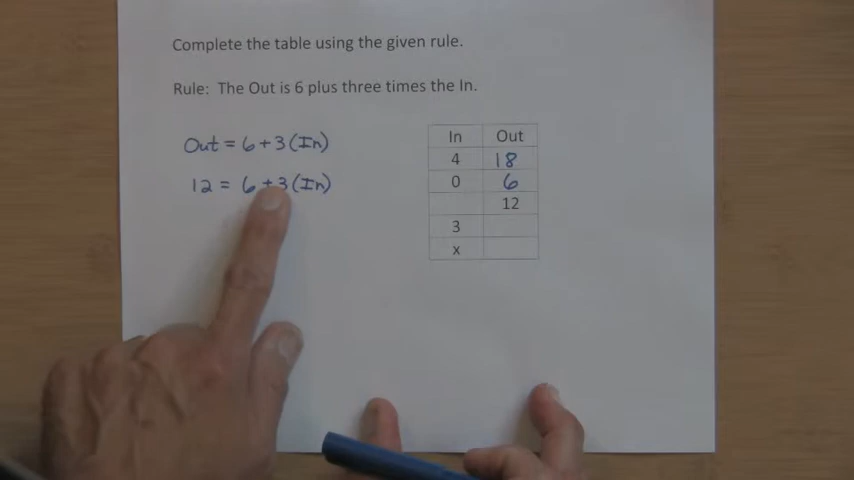 Complete the table using the given rule.
Rule: The Out is 6 plus three times the In.
Out = 6 + 3 (In)
12 = 6 + 3 (In)
In Out
4 18
0 6
12
3
x